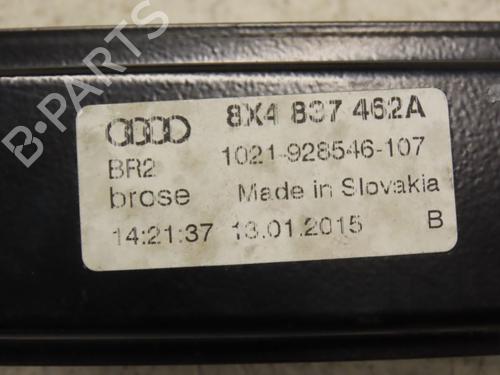 8X4 837 462A
BR2 1021-928546-107
brose Made in Slovakia
14:21:37 13.01.2015 B
B-Parts